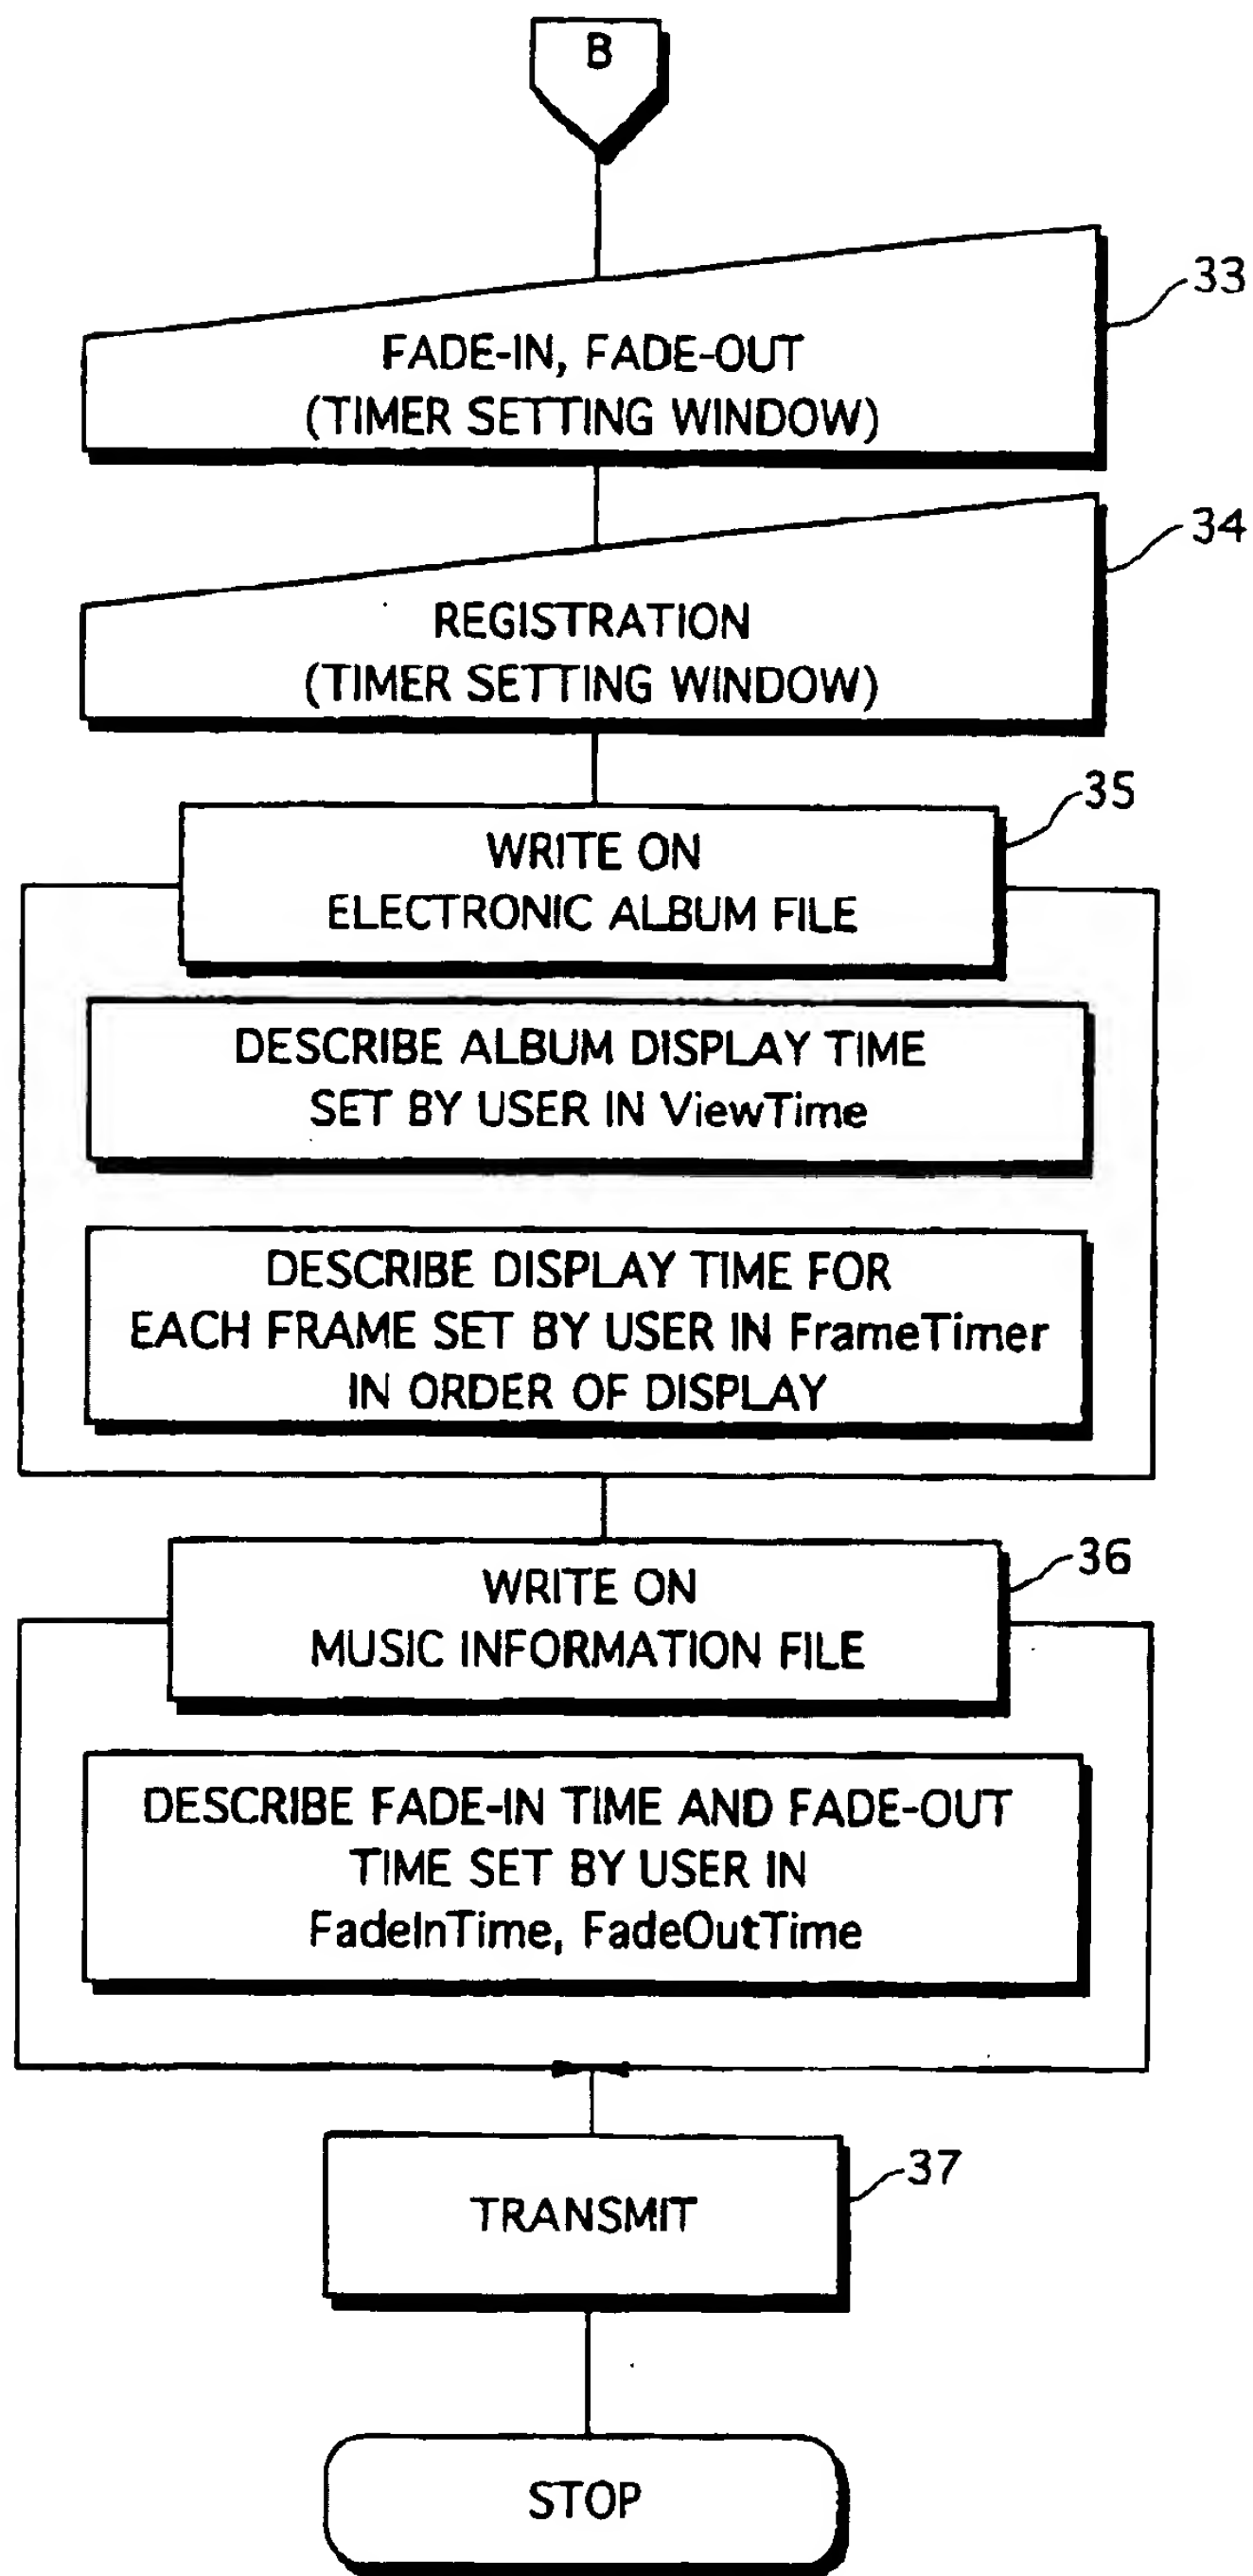 B
33
FADE-IN, FADE-OUT
(TIMER SETTING WINDOW)
34
REGISTRATION
(TIMER SETTING WINDOW)
35
WRITE ON
ELECTRONIC ALBUM FILE
DESCRIBE ALBUM DISPLAY TIME
SET BY USER IN ViewTime
DESCRIBE DISPLAY TIME FOR
EACH FRAME SET BY USER IN FrameTimer
IN ORDER OF DISPLAY
36
WRITE ON
MUSIC INFORMATION FILE
DESCRIBE FADE-IN TIME AND FADE-OUT
TIME SET BY USER IN
FadeInTime, FadeOutTime
37
TRANSMIT
STOP